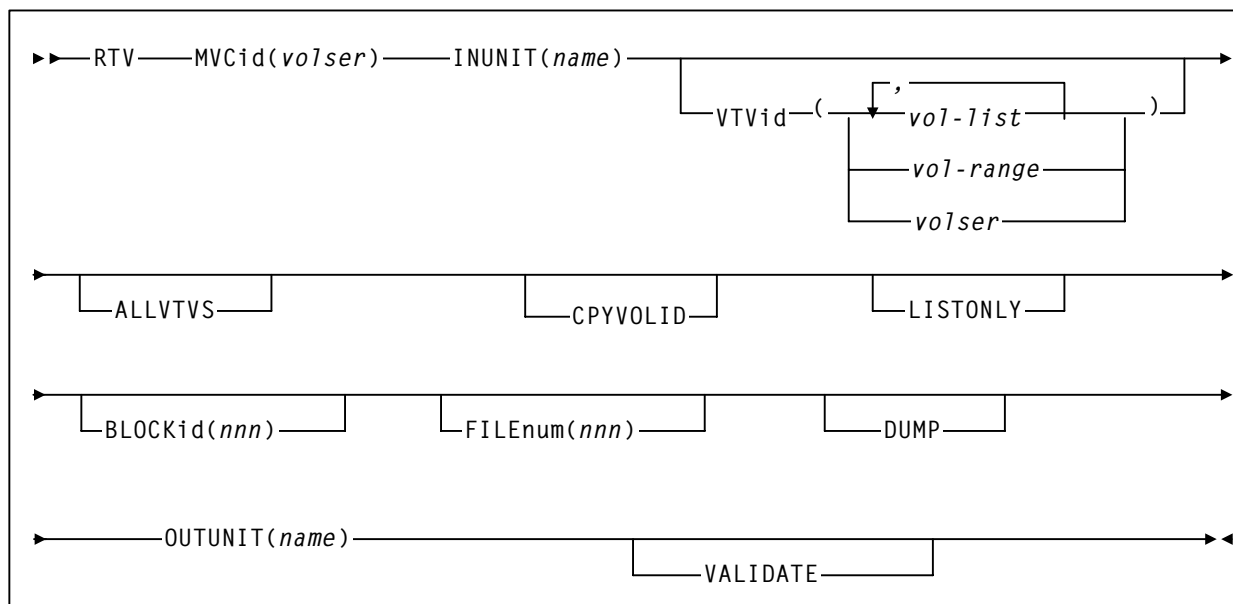 RTV MVCid(volser) INUNIT(name)
,
VTVid ( vol-list )
vol-range
volser
ALLVTVS CPYVOLID LISTONLY
BLOCKid(nnn) FILEnum(nnn) DUMP
OUTUNIT(name)
VALIDATE